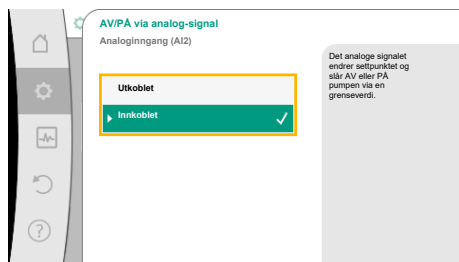 AV/PÅ via analog-signal
Analoginngang (AI2)
Utkoblet
Innkoblet
Det analoge signalet
endrer settpunktet og
slår AV eller PÅ
pumpen via en
grenseverdi.
?